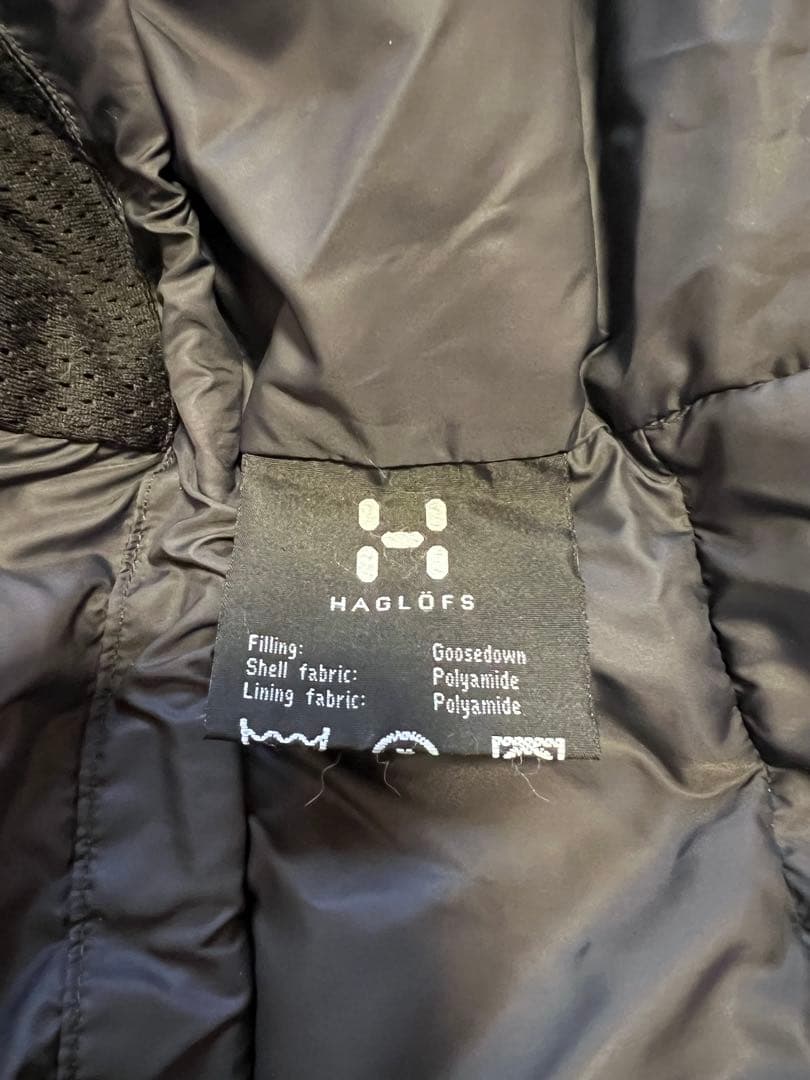 HAGLÖFS
Filling: Goosedown
Shell fabric: Polyamide
Lining fabric: Polyamide